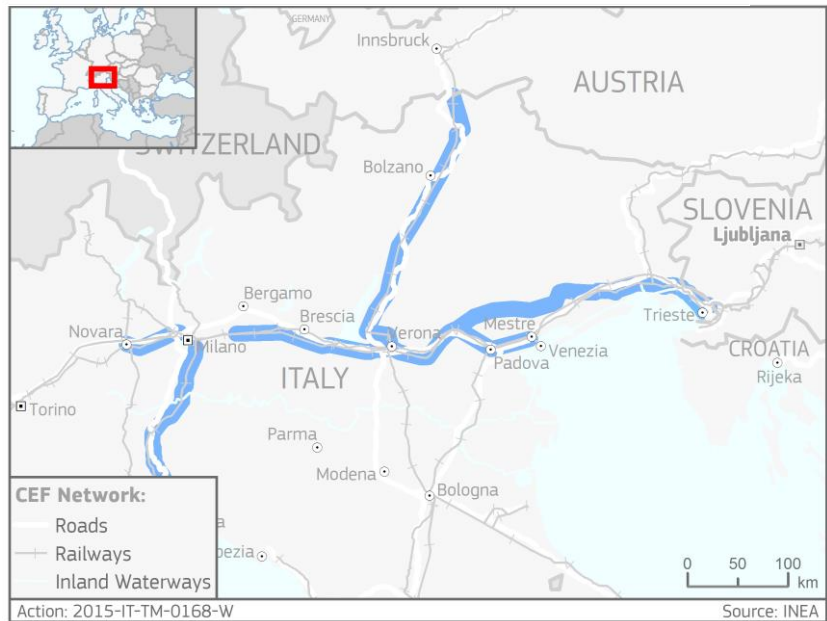 GERMANY
Innsbruck
AUSTRIA
SWITZERLAND
Bolzano
SLOVENIA
Ljubljana
Bergamo
Brescia
Novara
Milano
Verona
Mestre
Trieste
Padova
Venezia
CROATIA
ITALY
Rijeka
Torino
Parma
Modena
Bologna
CEF Network:
Roads
Railways
Inland Waterways
pezia
0 50 100
km
Action: 2015-IT-TM-0168-W
Source: INEA